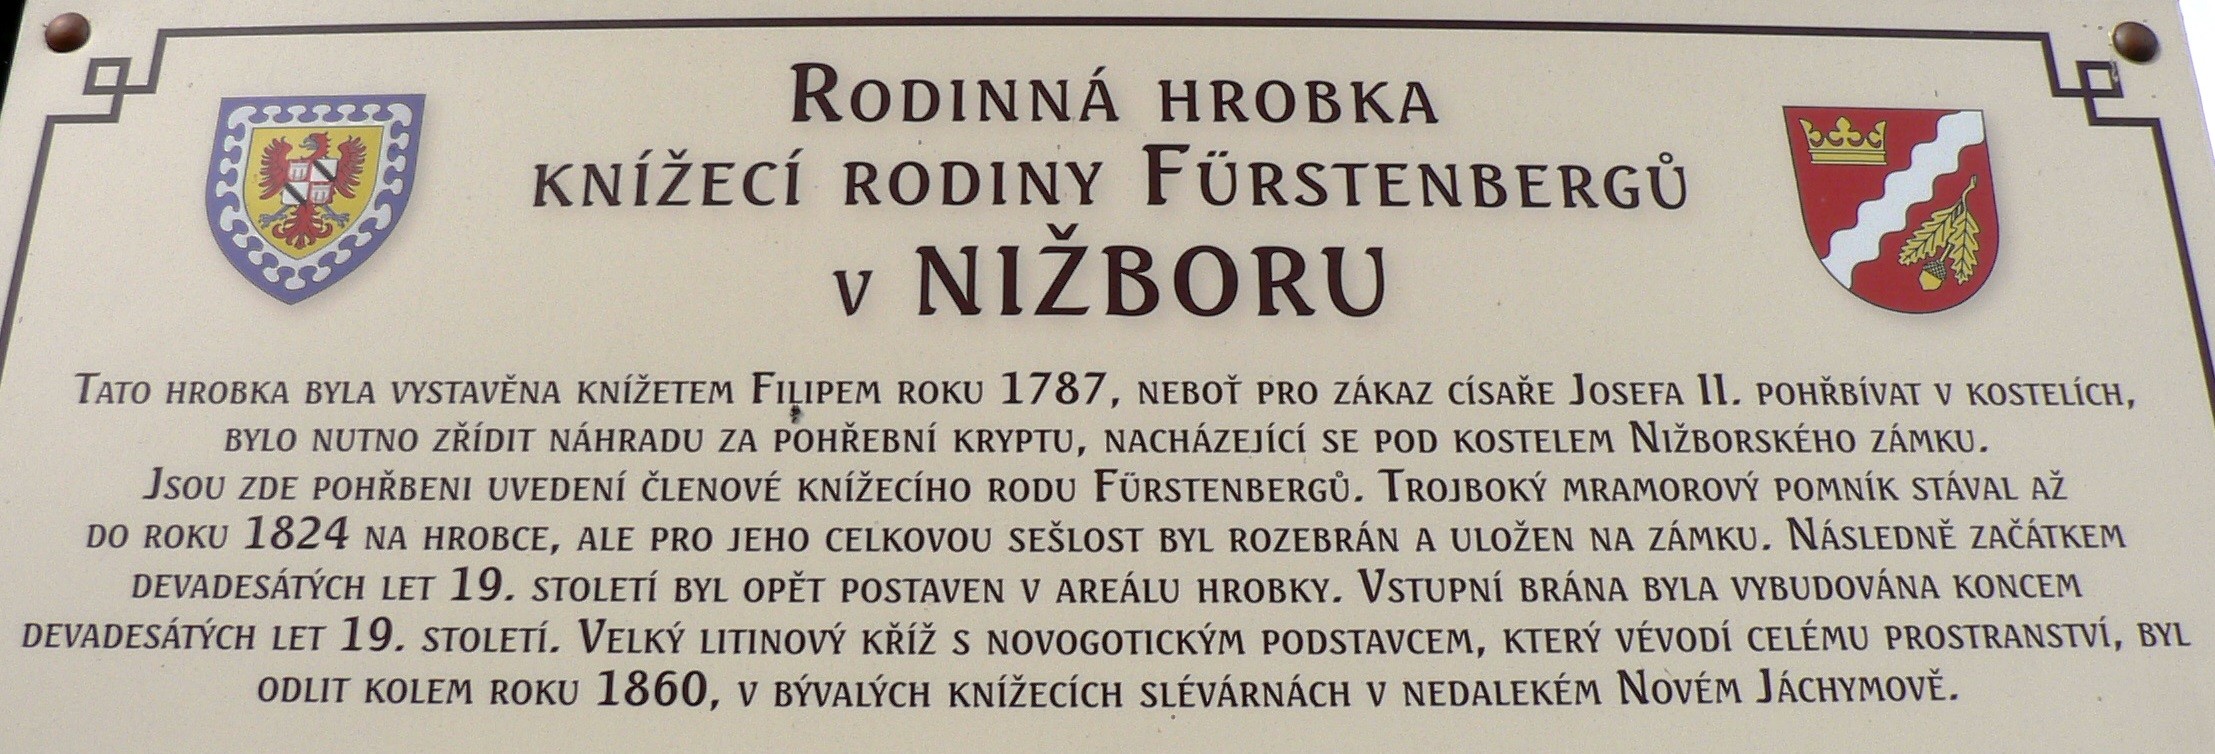 Rodinná hrobka
knížecí rodiny Fürstenbergů
v NIŽBORU
Tato hrobka byla vystavěna knížetem Filipem roku 1787, neboť pro zákaz císaře Josefa II. pohřbívat v kostelích,
bylo nutno zřídit náhradu za pohřební kryptu, nacházející se pod kostelem Nižborského zámku.
Jsou zde pohřbeni uvedení členové knížecího rodu Fürstenbergů. Trojboký mramorový pomník stával až
do roku 1824 na hrobce, ale pro jeho celkovou sešlost byl rozebrán a uložen na zámku. Následně začátkem
devadesátých let 19. století byl opět postaven v areálu hrobky. Vstupní brána byla vybudována koncem
devadesátých let 19. století. Velký litinový kříž s novogotickým podstavcem, který vévodí celému prostranství, byl
odlit kolem roku 1860, v bývalých knížecích slévárnách v nedalekém Novém Jáchymově.